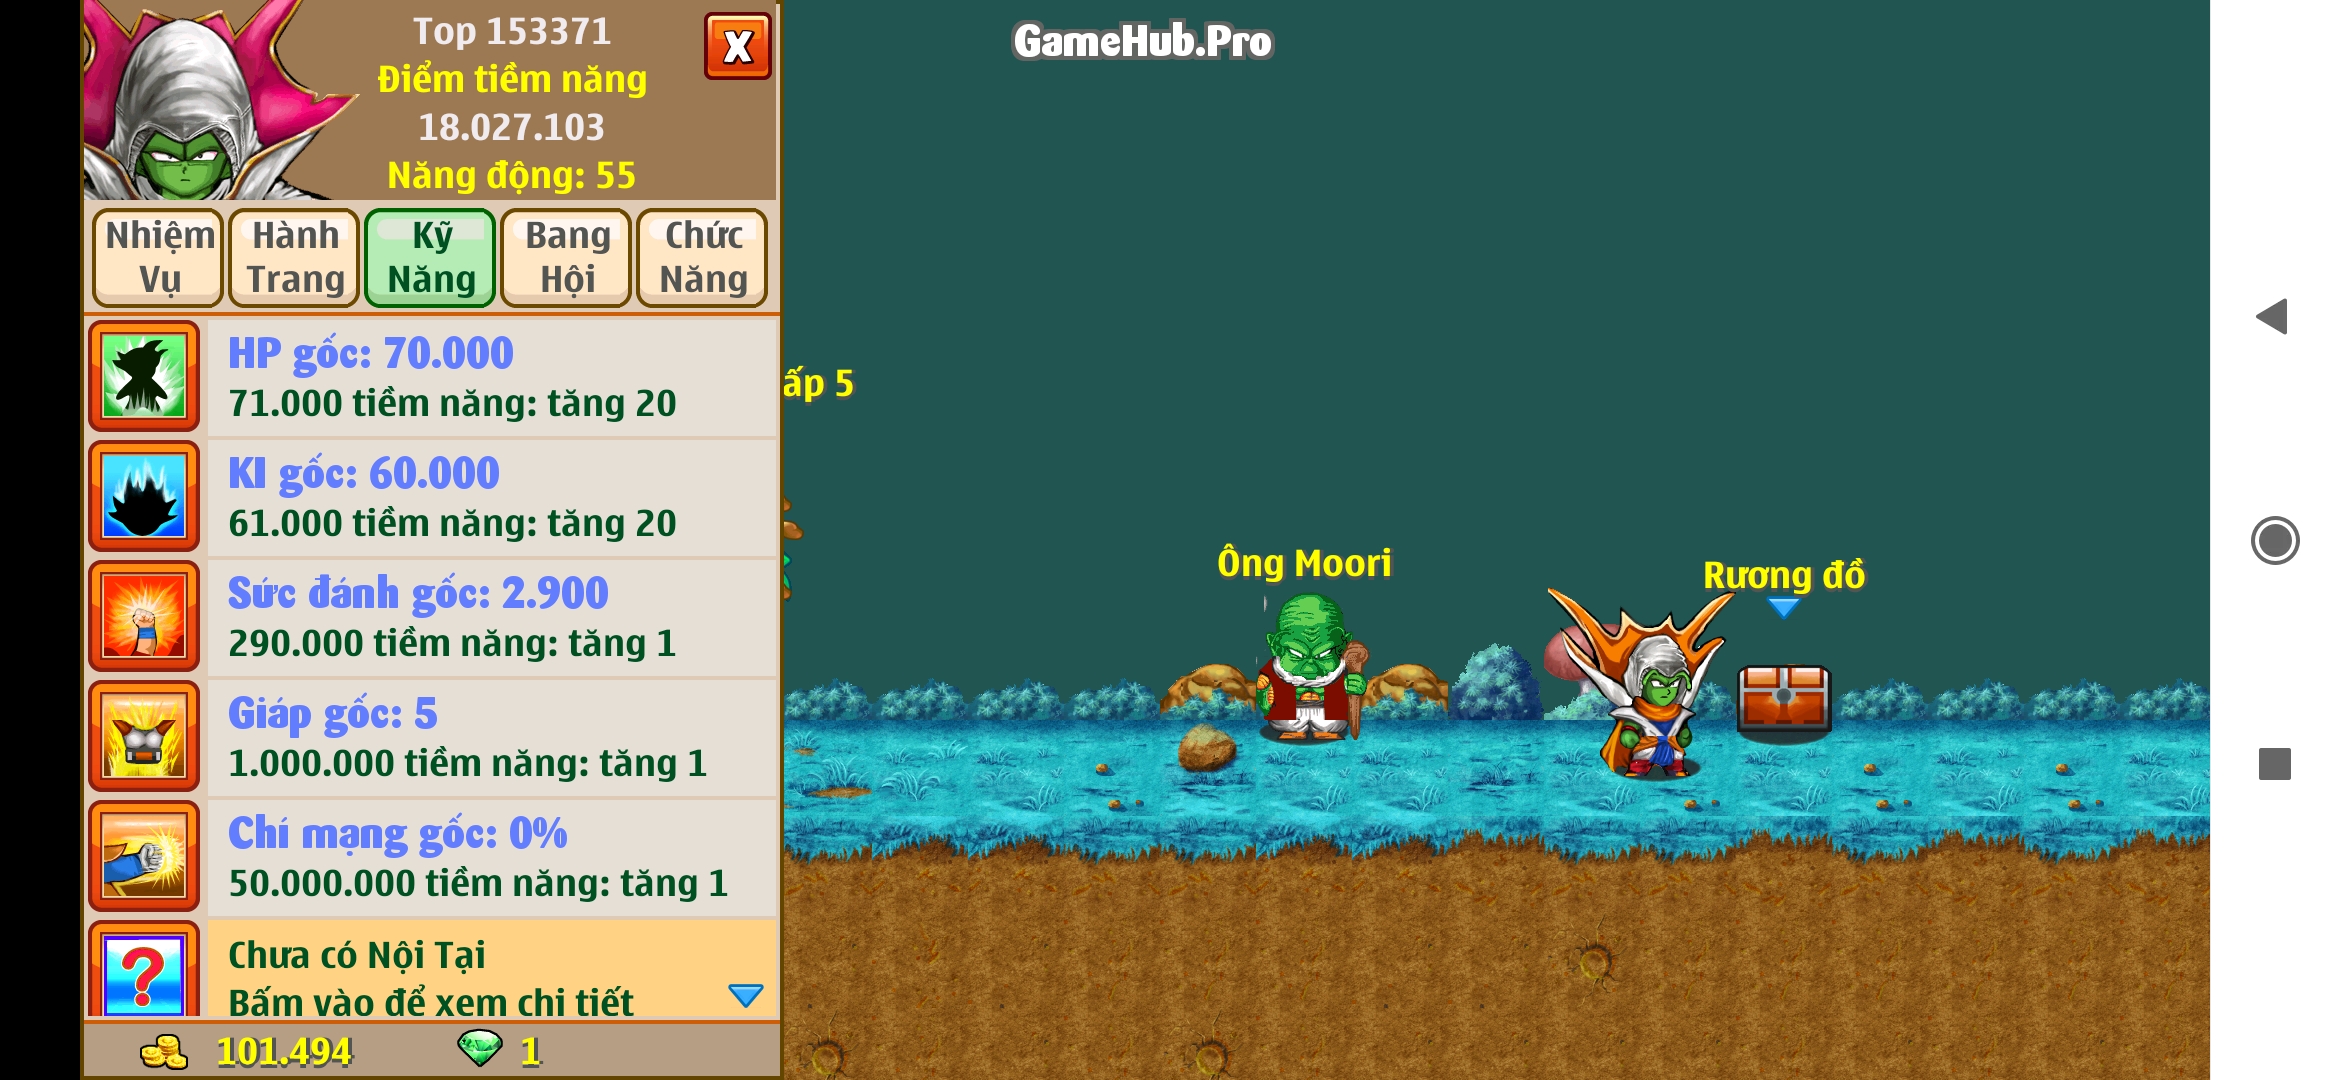 Top 153371
Điểm tiềm năng
18.027.103
Năng động: 55
X
GameHub.Pro
Nhiệm Vụ
Hành Trang
Kỹ Năng
Bang Hội
Chức Năng
HP gốc: 70.000
71.000 tiềm năng: tăng 20
KI gốc: 60.000
61.000 tiềm năng: tăng 20
Sức đánh gốc: 2.900
290.000 tiềm năng: tăng 1
Giáp gốc: 5
1.000.000 tiềm năng: tăng 1
Chí mạng gốc: 0%
50.000.000 tiềm năng: tăng 1
?
Chưa có Nội Tại
Bấm vào để xem chi tiết
101.494
1
ấp 5
Ông Moori
Rương đồ